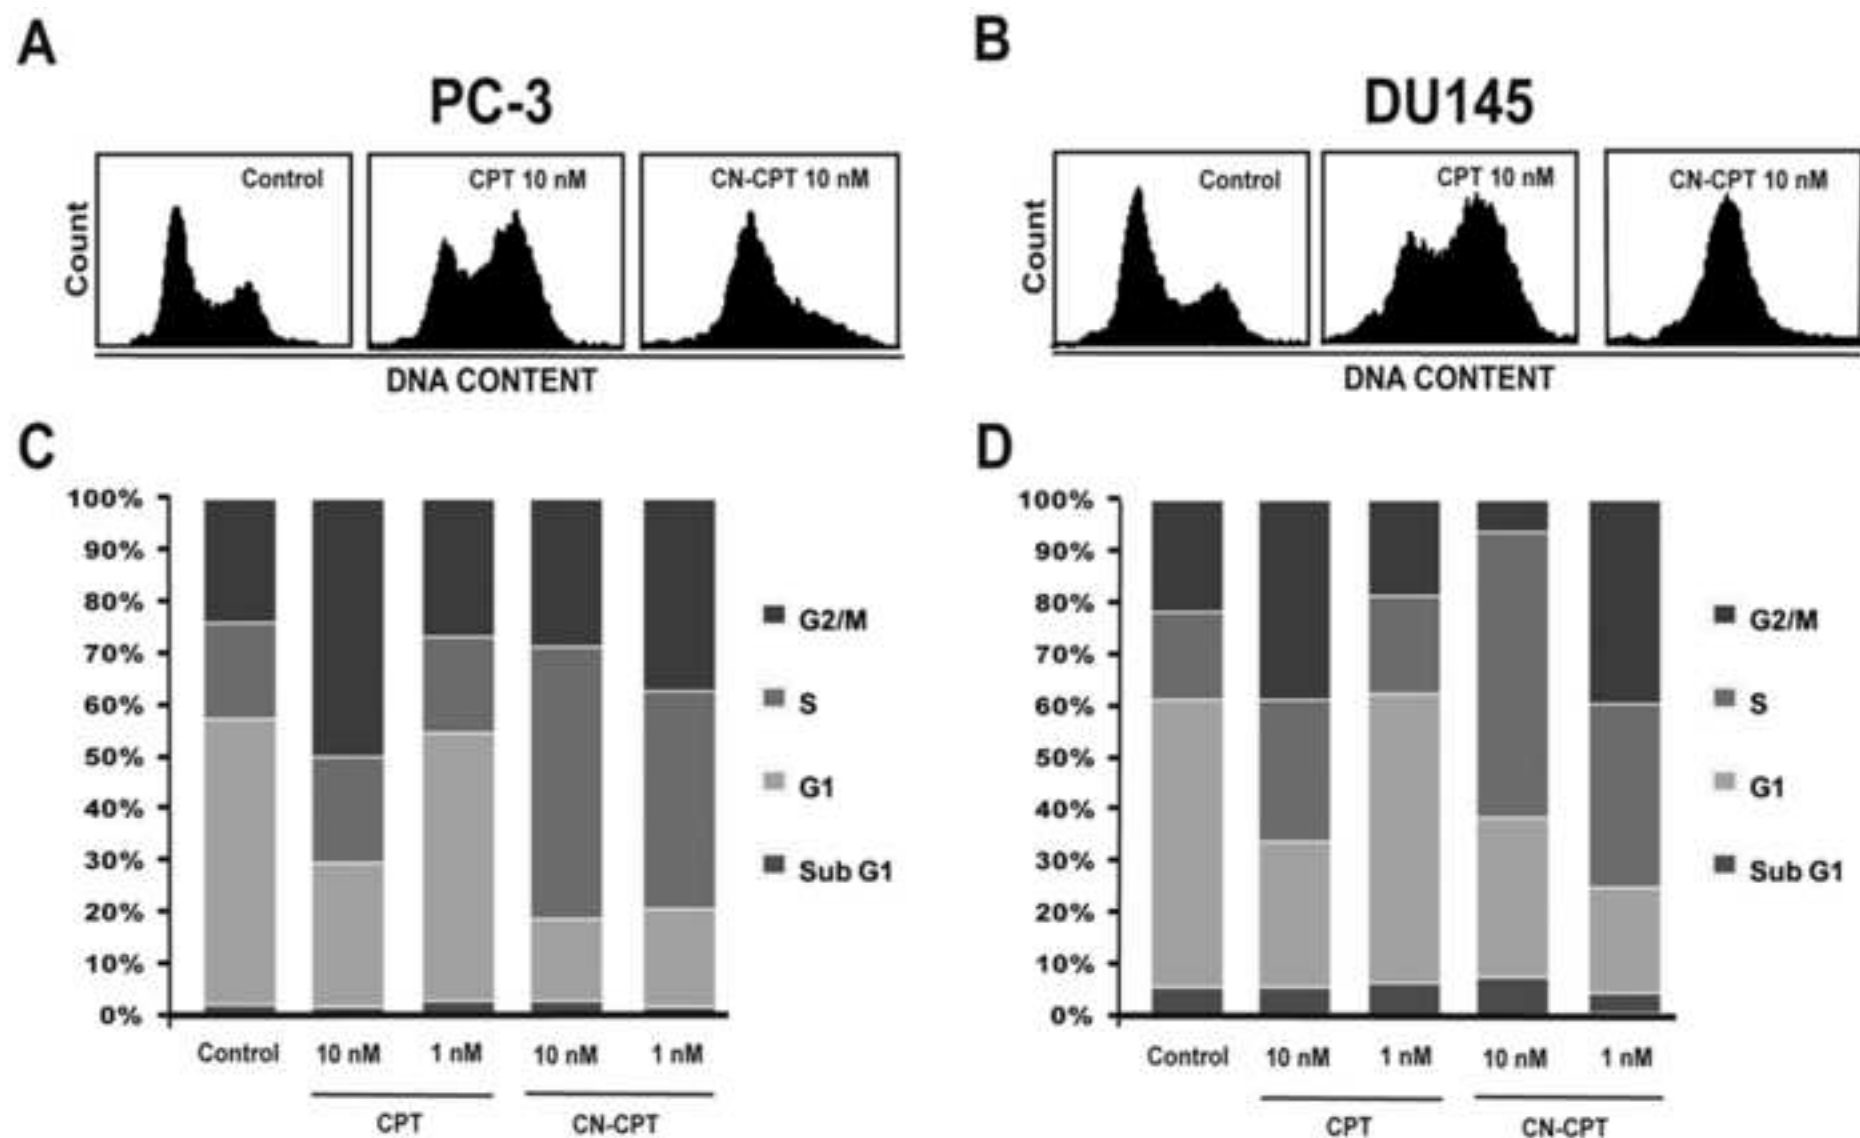 A
B
PC-3
DU145
Control
CPT 10 nM
CN-CPT 10 nM
Control
CPT 10 nM
CN-CPT 10 nM
Count
Count
DNA CONTENT
DNA CONTENT
C
D
100%
90%
80%
70%
60%
50%
40%
30%
20%
10%
0%
G2/M
S
G1
Sub G1
Control
10 nM
1 nM
10 nM
1 nM
CPT
CN-CPT
100%
90%
80%
70%
60%
50%
40%
30%
20%
10%
0%
G2/M
S
G1
Sub G1
Control
10 nM
1 nM
10 nM
1 nM
CPT
CN-CPT